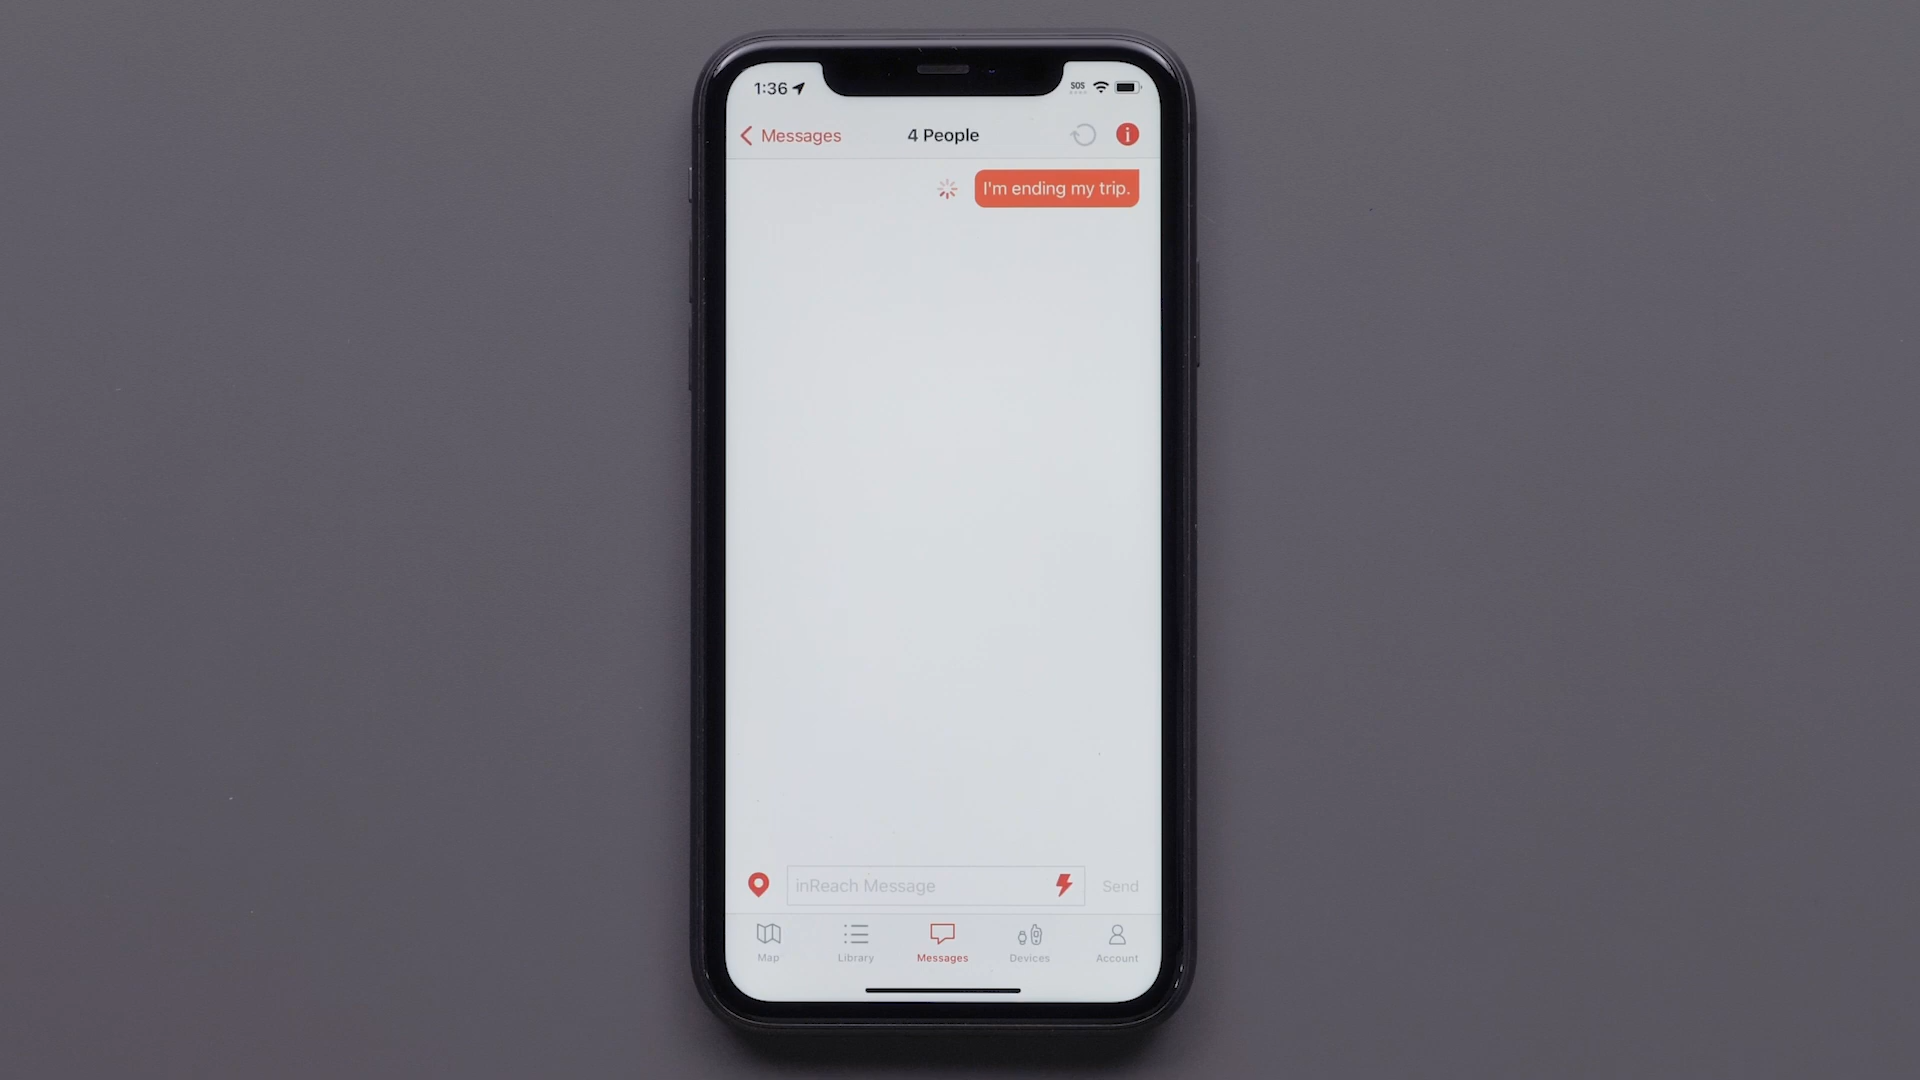 1:36
SOS
Messages
4 People
i
I'm ending my trip.
inReach Message
Send
Map
Library
Messages
Devices
Account